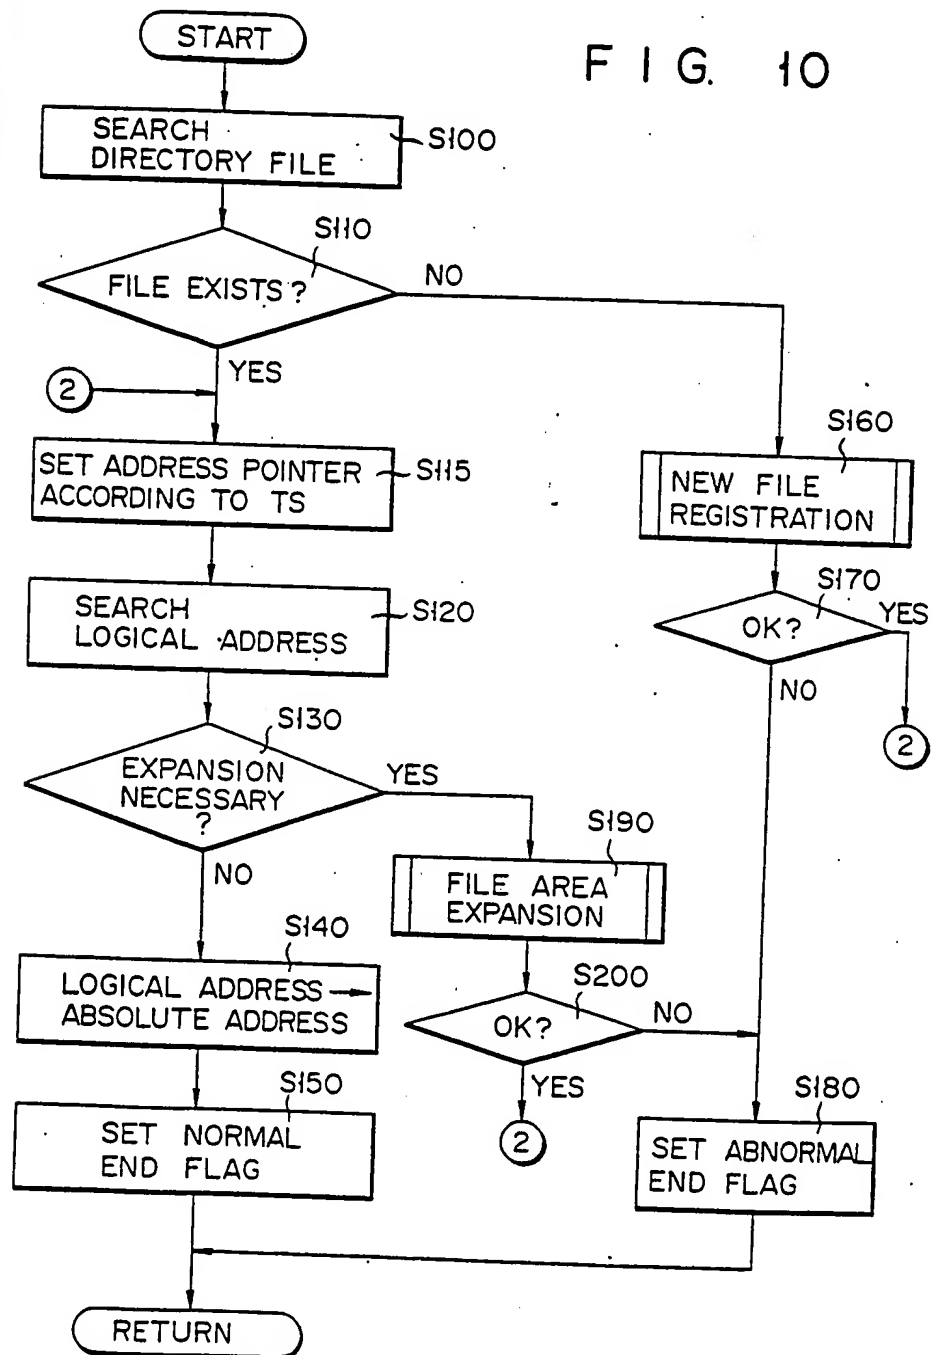 START
FIG. 10
SEARCH
DIRECTORY FILE
S100
S110
FILE EXISTS?
NO
YES
2
SET ADDRESS POINTER
ACCORDING TO TS
S115
S160
NEW FILE
REGISTRATION
SEARCH
LOGICAL ADDRESS
S120
S170
OK?
YES
NO
2
S130
EXPANSION
NECESSARY
?
YES
NO
S190
FILE AREA
EXPANSION
S140
LOGICAL ADDRESS →
ABSOLUTE ADDRESS
S200
OK?
NO
YES
2
S150
SET NORMAL
END FLAG
S180
SET ABNORMAL
END FLAG
RETURN